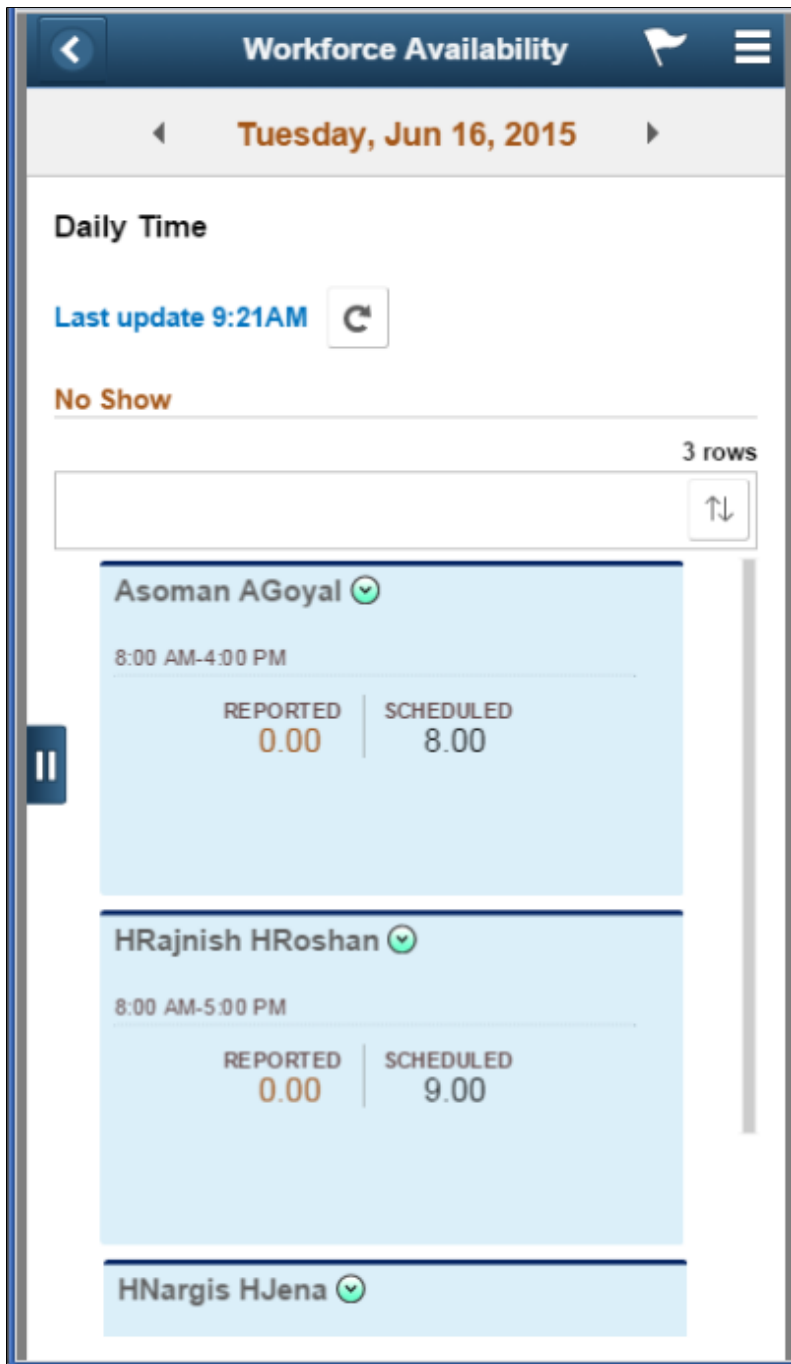 Workforce Availability
Tuesday, Jun 16, 2015
Daily Time
Last update 9:21AM
No Show
3 rows
Asoman AGoyal
8:00 AM-4:00 PM
REPORTED SCHEDULED
0.00 8.00
HRajnish HRoshan
8:00 AM-5:00 PM
REPORTED SCHEDULED
0.00 9.00
HNargis HJena